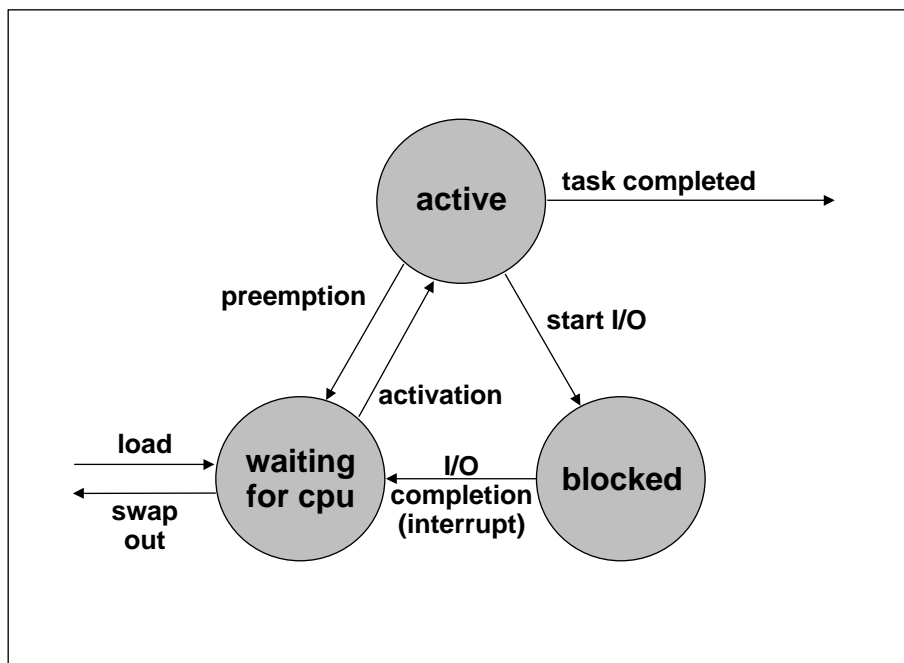 active
task completed
preemption
start I/O
activation
load
waiting
for cpu
I/O
completion
(interrupt)
blocked
swap
out